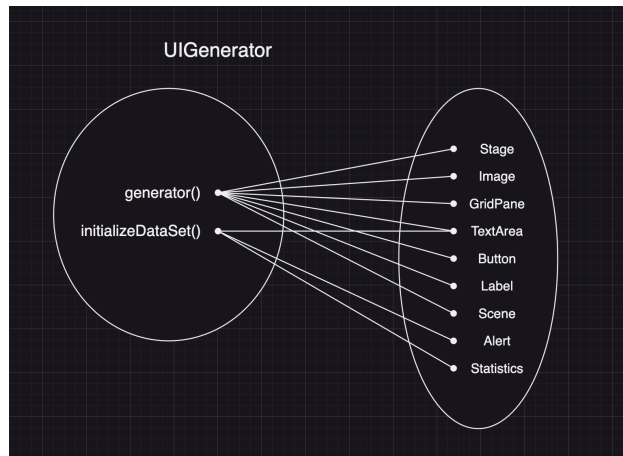 UIGenerator
generator()
initializeDataSet()
Stage
Image
GridPane
TextArea
Button
Label
Scene
Alert
Statistics